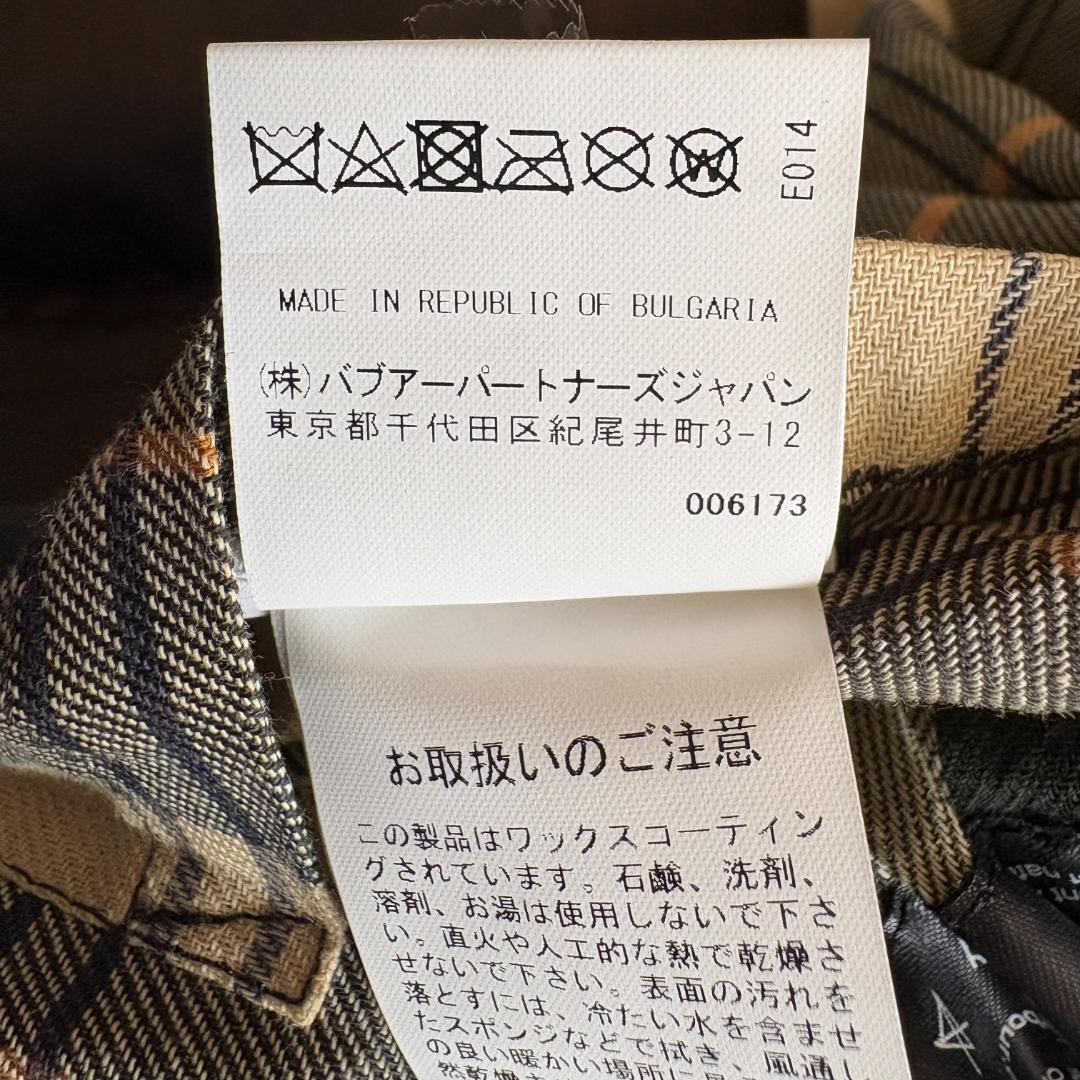 E014
MADE IN REPUBLIC OF BULGARIA
(株)バブアーパートナーズジャパン
東京都千代田区紀尾井町3-12
006173
お取扱いのご注意
この製品はワックスコーティン
グされています。石鹸、洗剤、
溶剤、お湯は使用しないで下さ
い。直火や人工的な熱で乾燥さ
せないで下さい。表面の汚れを
落とすには、冷たい水を含ませ
たスポンジなどで拭き、風通し
の良い暖かい場所に